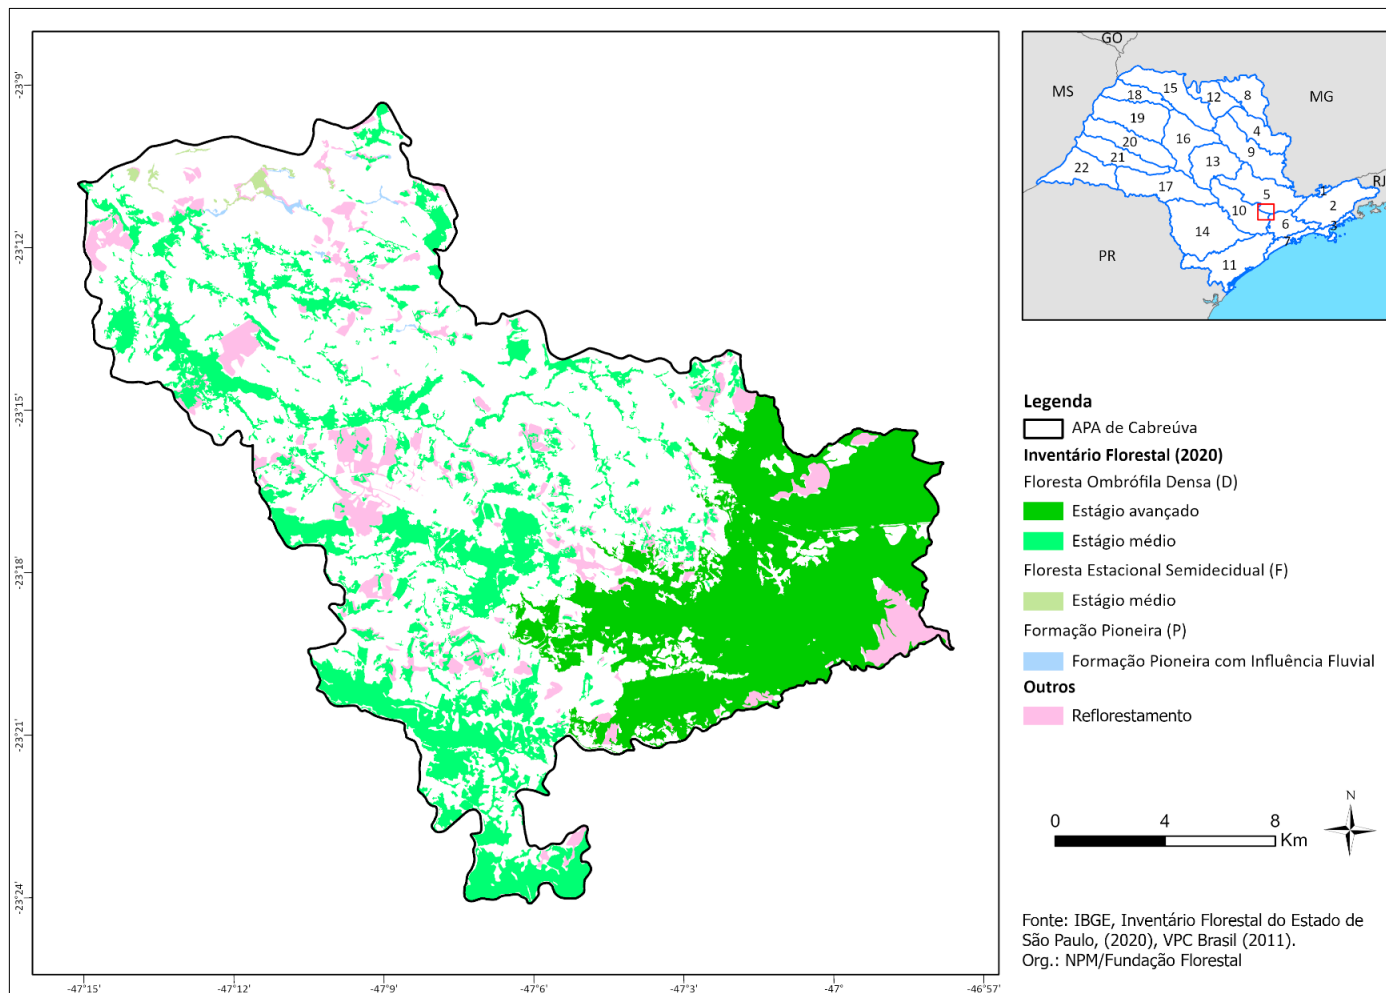 -23°9'
-23°12'
-23°15'
-23°18'
-23°21'
-23°24'
-47°15'
-47°12'
-47°9'
-47°6'
-47°3'
-47°
-46°57'
GO
MS
MG
RJ
PR
15
18
12
8
19
16
4
20
9
21
13
22
17
5
1
2
10
6
3
14
7
11
Legenda
APA de Cabreúva
Inventário Florestal (2020)
Floresta Ombrófila Densa (D)
Estágio avançado
Estágio médio
Floresta Estacional Semidecidual (F)
Estágio médio
Formação Pioneira (P)
Formação Pioneira com Influência Fluvial
Outros
Reflorestamento
N
0 4 8
Km
Fonte: IBGE, Inventário Florestal do Estado de
São Paulo, (2020), VPC Brasil (2011).
Org.: NPM/Fundação Florestal